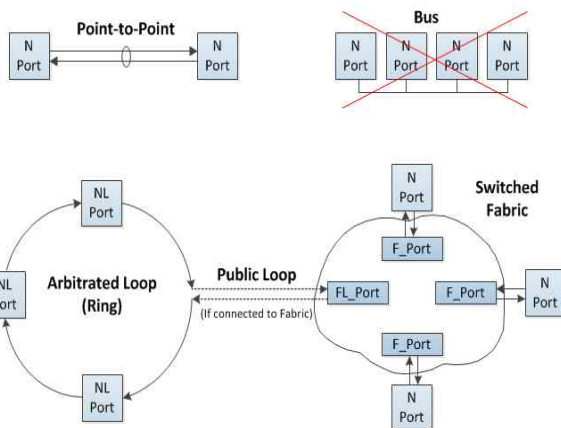 Point-to-Point
N
Port
N
Port
Bus
N
Port
N
Port
N
Port
N
Port
NL
Port
Arbitrated Loop
(Ring)
NL
Port
Public Loop
(If connected to Fabric)
Switched
Fabric
N
Port
F_Port
FL_Port
F_Port
N
Port
F_Port
N
Port